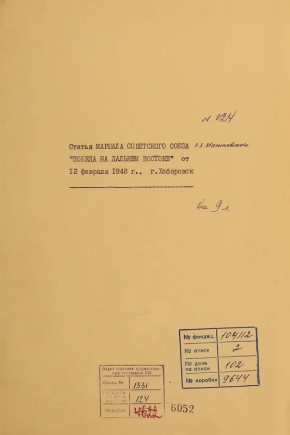 N 124
Статья МАРШАЛА СОВЕТСКОГО СОЮЗА
"ПОБЕДА НА ДАЛЬНЕМ ВОСТОКЕ" от
12 февраля 1948 г., г.Хабаровск
на 9 л.
№ фонда 104112
№ описи 2
№ дела по описи 102
№ коробки 9644
Опись № 1331
124
6052